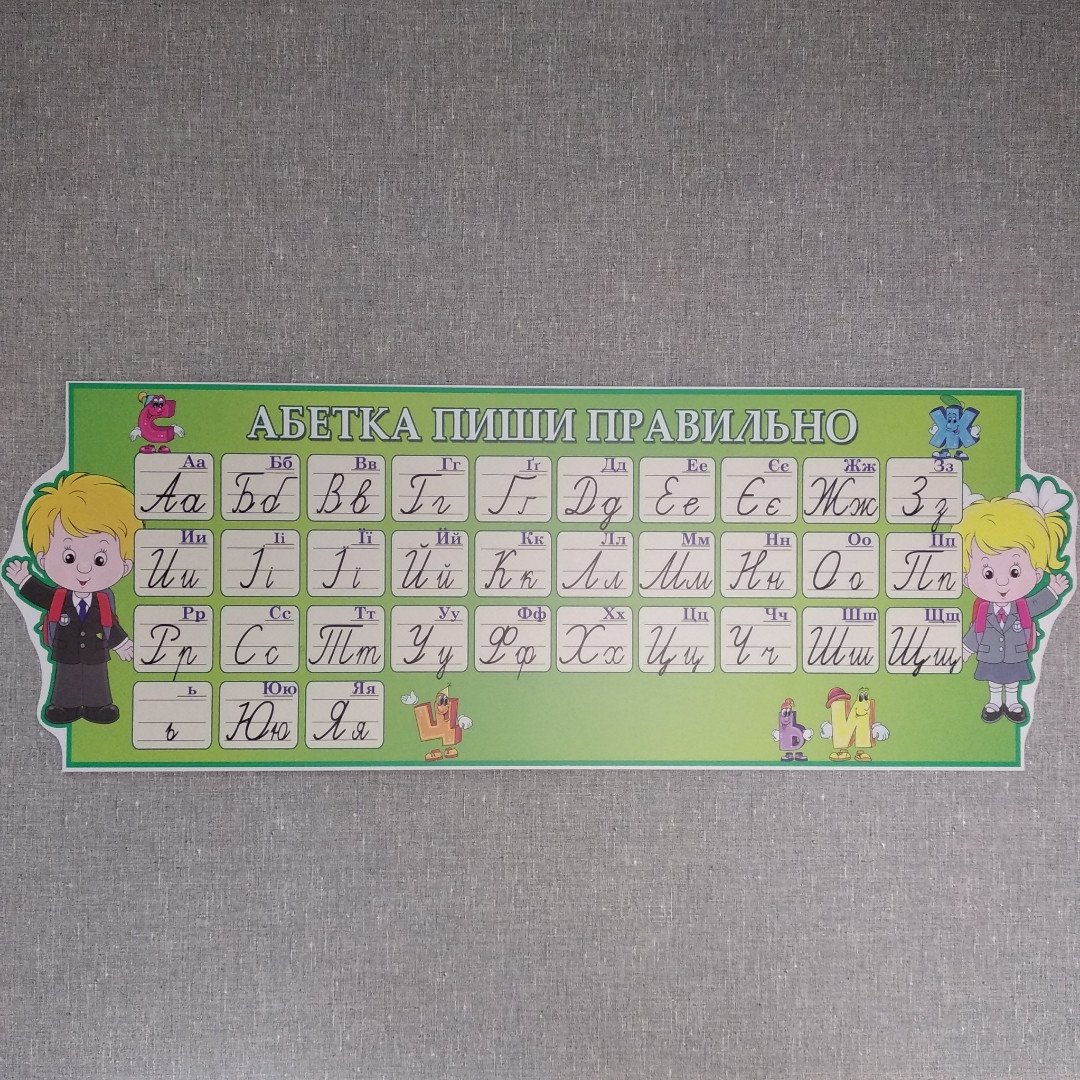 АБЕТКА ПИШИ ПРАВИЛЬНО
Аа Бб Вв Гг Ґґ Дд Ее Єє Жж Зз
Аа Бб Вв Гг Ґґ Дд Ее Єє Жж Зз
Ии Іі Її Йй Кк Лл Мм Нн Оо Пп
Ии Іі Її Йй Кк Лл Мм Нн Оо Пп
Рр Сс Тт Уу Фф Хх Цц Чч Шш Щщ
Рр Сс Тт Уу Фф Хх Цц Чч Шш Щщ
ь Юю Яя
ь Юю Яя